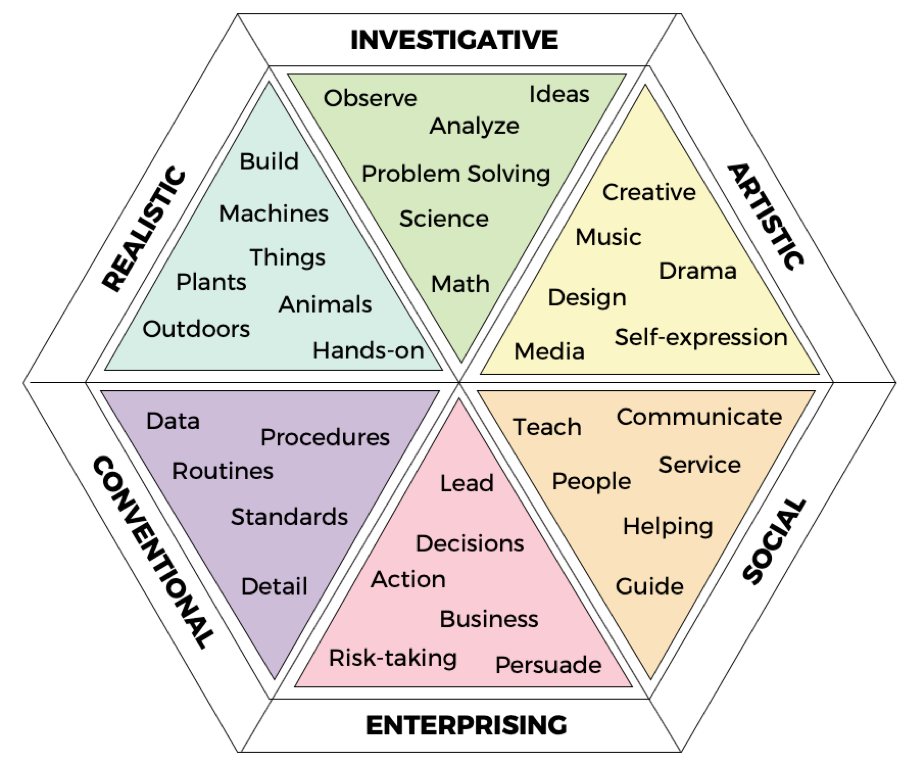 INVESTIGATIVE
Observe
Ideas
Analyze
Problem Solving
Science
Math
REALISTIC
Build
Machines
Things
Plants
Animals
Outdoors
Hands-on
ARTISTIC
Creative
Music
Drama
Design
Self-expression
Media
CONVENTIONAL
Data
Procedures
Routines
Standards
Detail
ENTERPRISING
Lead
Decisions
Action
Business
Risk-taking
Persuade
SOCIAL
Teach
Communicate
Service
People
Helping
Guide